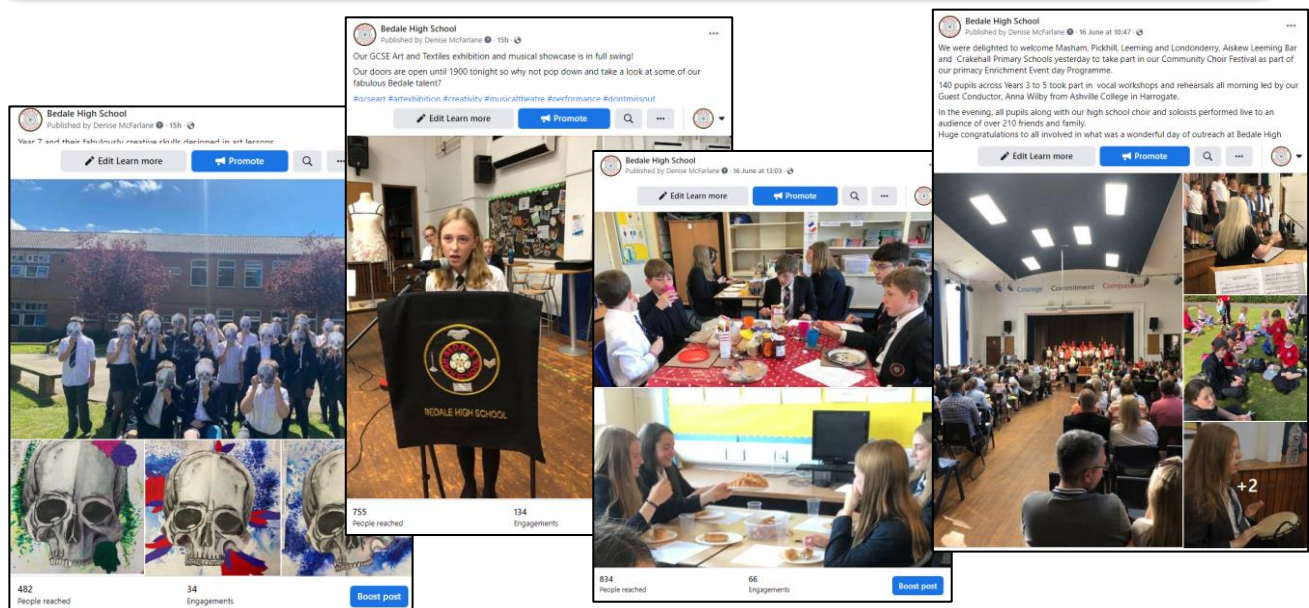 Bedale High School
Published by Denise McFarlane · 15h ·
Year 7 and their fabulously creative skulls designed in art lessons
Edit Learn more
Promote
482
People reached
34
Engagements
Boost post
Bedale High School
Published by Denise McFarlane · 15h ·
Our GCSE Art and Textiles exhibition and musical showcase is in full swing!
Our doors are open until 1900 tonight so why not pop down and take a look at some of our
fabulous Bedale talent?
#gcseart #artexhibition #creativity #musicaltheatre #performance #dontmissout
Edit Learn more
Promote
BEDALE HIGH SCHOOL
755
People reached
134
Engagements
Bedale High School
Published by Denise McFarlane · 16 June at 13:03 ·
Edit Learn more
Promote
834
People reached
66
Engagements
Boost post
Bedale High School
Published by Denise McFarlane · 16 June at 10:47 ·
We were delighted to welcome Masham, Pickhill, Leeming and Londonderry, Aiskew Leeming Bar
and Crakehall Primary Schools yesterday to take part in our Community Choir Festival as part of
our primacy Enrichment Event day Programme.
140 pupils across Years 3 to 5 took part in vocal workshops and rehearsals all morning led by our
Guest Conductor, Anna Wilby from Ashville College in Harrogate.
In the evening, all pupils along with our high school choir and soloists performed live to an
audience of over 210 friends and family.
Huge congratulations to all involved in what was a wonderful day of outreach at Bedale High
Edit Learn more
Promote
Courage Commitment Compassion
+2